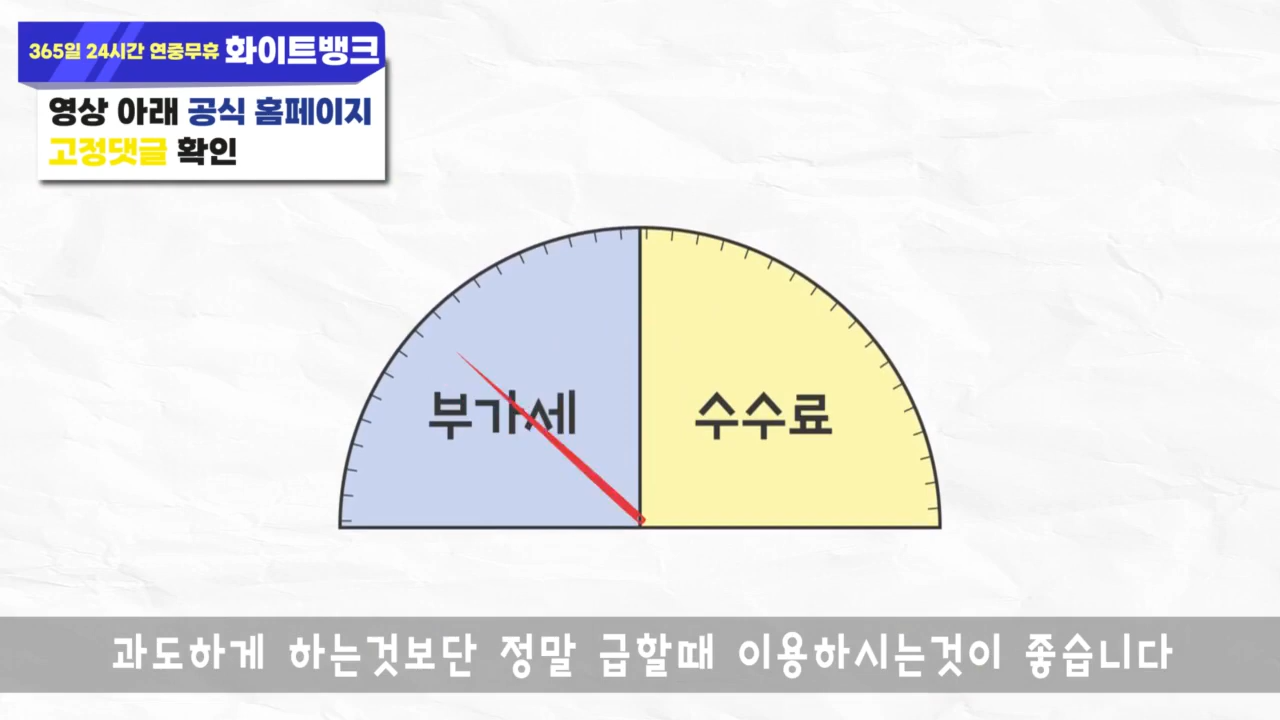 365일 24시간 연중무휴 화이트뱅크
영상 아래 공식 홈페이지
고정댓글 확인
부가세
수수료
과도하게 하는것보단 정말 급할때 이용하시는것이 좋습니다